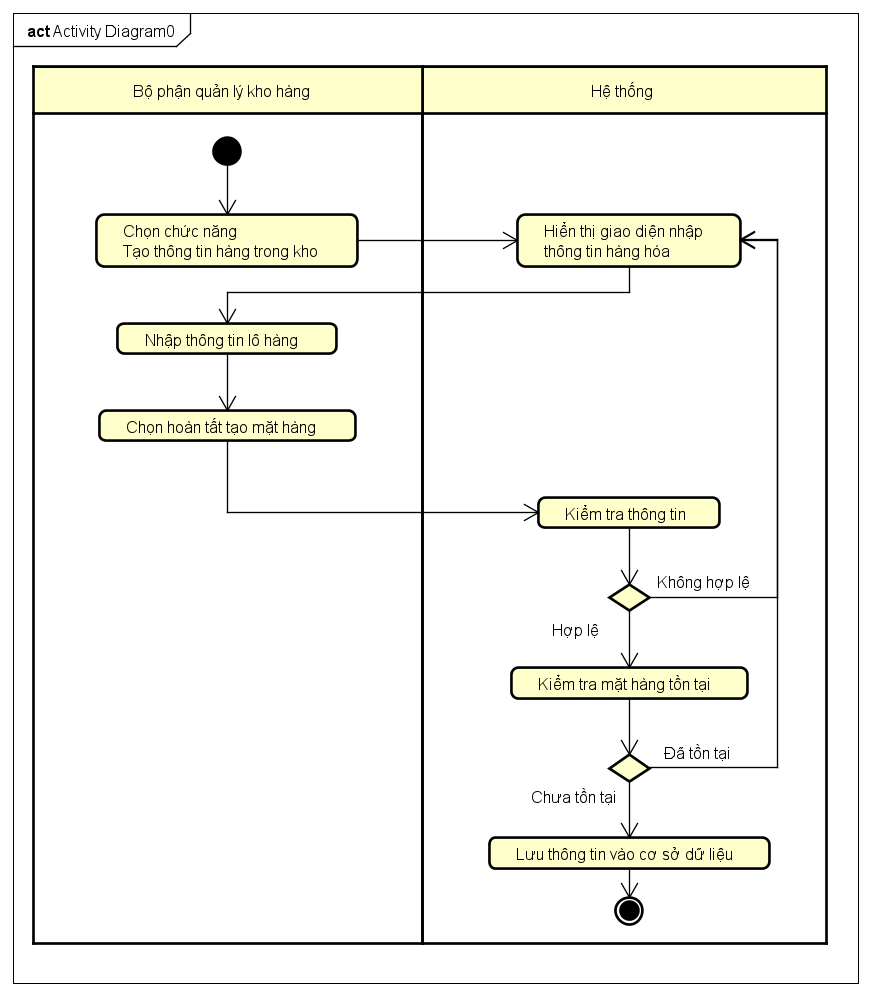 act Activity Diagram0
Bộ phận quản lý kho hàng
Hệ thống
Chọn chức năng
Tạo thông tin hàng trong kho
Hiển thị giao diện nhập
thông tin hàng hóa
Nhập thông tin lô hàng
Chọn hoàn tất tạo mặt hàng
Kiểm tra thông tin
Không hợp lệ
Hợp lệ
Kiểm tra mặt hàng tồn tại
Đã tồn tại
Chưa tồn tại
Lưu thông tin vào cơ sở dữ liệu